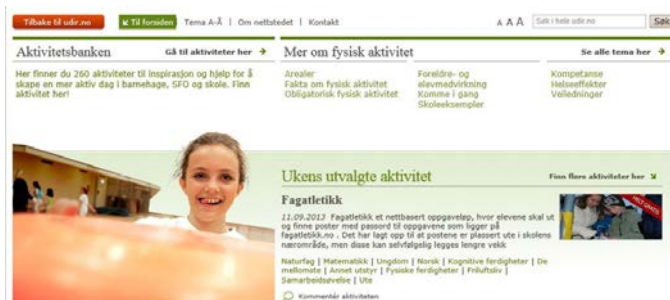 Tilbake til udir.no
Til forsiden
Tema A-Å | Om nettstedet | Kontakt
A A A
Søk i hele udir.no
Søk
Aktivitetsbanken
Gå til aktiviteter her
Her finner du 260 aktiviteter til inspirasjon og hjelp for å
skape en mer aktiv dag i barnehage, SFO og skole. Finn
aktivitet her!
Mer om fysisk aktivitet
Se alle tema her
Arealer
Fakta om fysisk aktivitet
Obligatorisk fysisk aktivitet
Foreldre- og
elevmedvirkning
Komme i gang
Skoleeksempler
Kompetanse
Helseeffekter
Veiledninger
Ukens utvalgte aktivitet
Finn flere aktiviteter her
Fagatletikk
11.09.2013 Fagatletikk et nettbasert oppgaveløp, hvor elevene skal ut
og finne poster med passord til oppgavene som ligger på
fagatletikk.no . Det har lagt opp til at postene er plassert ute i skolens
nærområde, men disse kan selvfølgelig legges lengre vekk
HELT GRATIS
Naturfag | Matematikk | Ungdom | Norsk | Kognitive ferdigheter | De
mellomste | Annet utstyr | Fysiske ferdigheter | Friluftsliv |
Samarbeidsøvelse | Ute
Kommentér aktiviteten